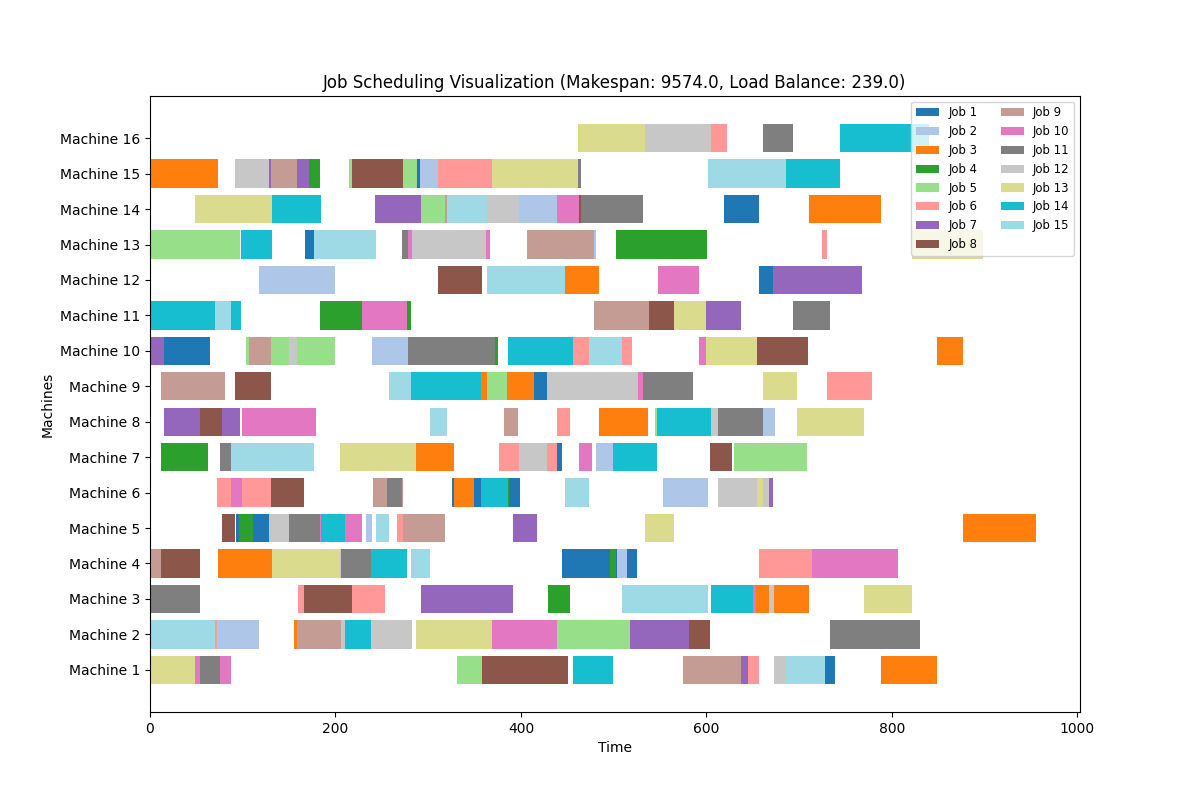 Job Scheduling Visualization (Makespan: 9574.0, Load Balance: 239.0)
Machine 16
Machine 15
Machine 14
Machine 13
Machine 12
Machine 11
Machine 10
Machine 9
Machine 8
Machine 7
Machine 6
Machine 5
Machine 4
Machine 3
Machine 2
Machine 1
Machines
Job 1
Job 2
Job 3
Job 4
Job 5
Job 6
Job 7
Job 8
Job 9
Job 10
Job 11
Job 12
Job 13
Job 14
Job 15
0 200 400 600 800 1000
Time